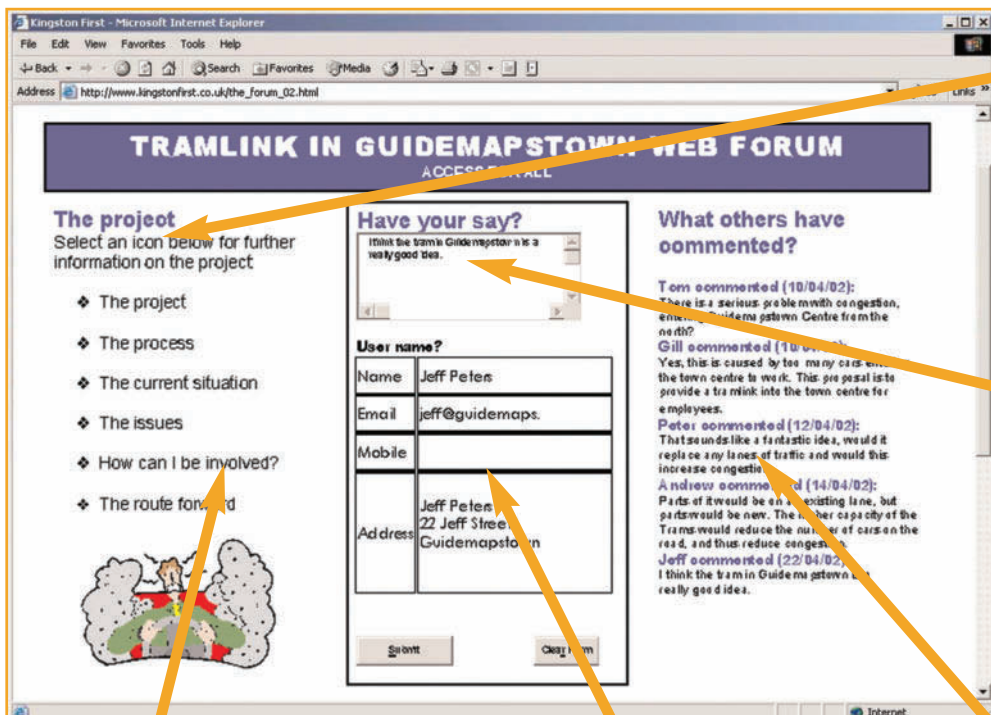 Kingston First - Microsoft Internet Explorer
File Edit View Favorites Tools Help
Back Search Favorites Media
Address http://www.kingstonfirst.co.uk/the_forum_02.html Links »
TRAMLINK IN GUIDEMAPSTOWN WEB FORUM
ACCESS FOR ALL
The project
Select an icon below for further
information on the project
❖ The project
❖ The process
❖ The current situation
❖ The issues
❖ How can I be involved?
❖ The route forward
Have your say?
I think the tram in Guidemapstown is a
really good idea.
User name?
Name Jeff Peters
Email jeff@guidemaps.
Mobile
Address Jeff Peters
22 Jeff Street
Guidemapstown
Submit Clear Form
What others have
commented?
Tom commented (10/04/02):
There is a serious problem with congestion,
entering Guidemapstown Centre from the
north?
Gill commented (10/04/02):
Yes, this is caused by too many cars
the town centre to work. This proposal is to
provide a tramlink into the town centre for
employees.
Peter commented (12/04/02):
That sounds like a fantastic idea, would it
replace any lanes of traffic and would this
increase congestion
Andrew commented (14/04/02):
Parts of it would be on existing lane, but
parts would be new. The higher capacity of the
Trams would reduce the number of cars on the
road, and thus reduce congestion.
Jeff commented (22/04/02)
I think the tram in Guidemapstown
really good idea.
Internet